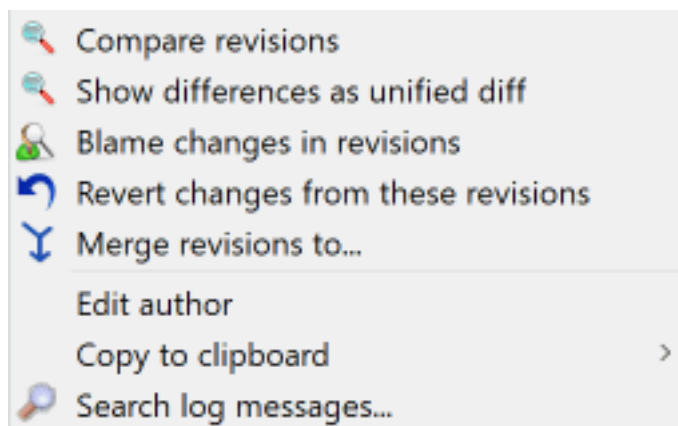 Compare revisions
Show differences as unified diff
Blame changes in revisions
Revert changes from these revisions
Merge revisions to...
Edit author
Copy to clipboard
Search log messages...